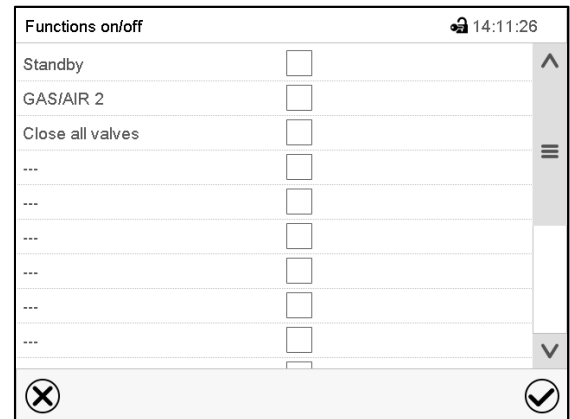 Functions on/off 14:11:26
Standby
GAS/AIR 2
Close all valves
---
---
---
---
---
---